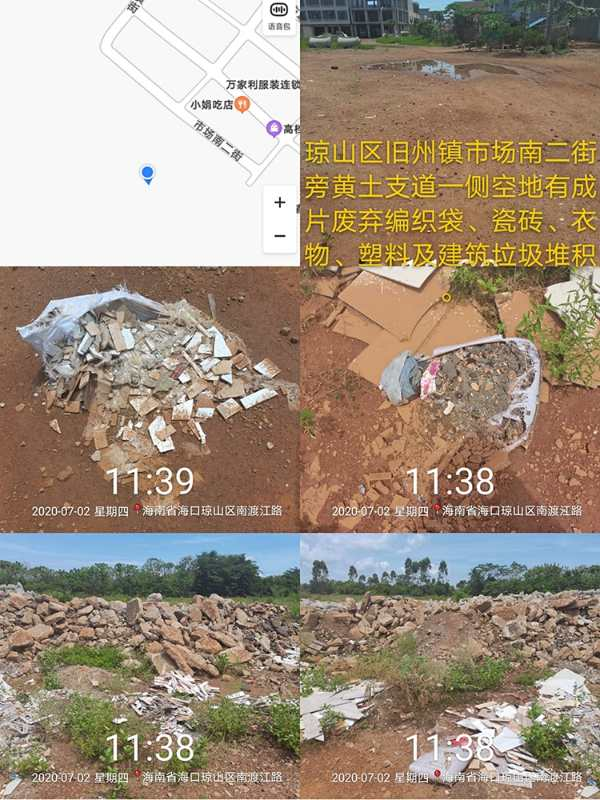 街
语音包
万家利服装连锁
小娟吃店
高
市场南二街
+
−
琼山区旧州镇市场南二街
旁黄土支道一侧空地有成
片废弃编织袋、瓷砖、衣
物、塑料及建筑垃圾堆积
。
11:39
2020-07-02 星期四 海南省海口琼山区南渡江路
11:38
2020-07-02 星期四 海南省海口琼山区南渡江路
11:38
2020-07-02 星期四 海南省海口琼山区南渡江路
11:38
2020-07-02 星期四 海南省海口琼山区南渡江路